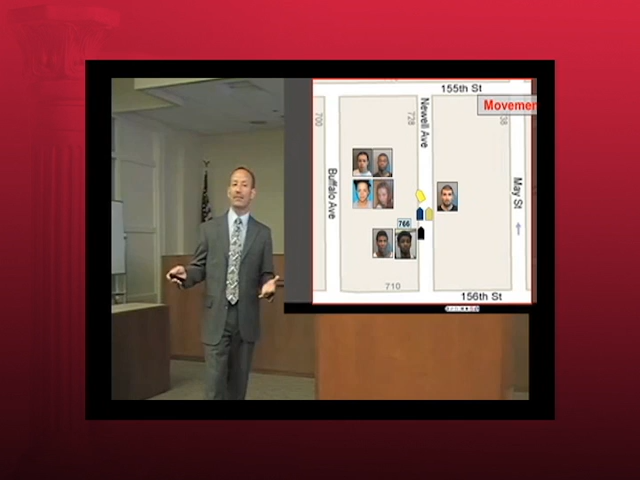 155th St
Movemen
700
728
Newell Ave
Buffalo Ave
May St
766
710
156th St